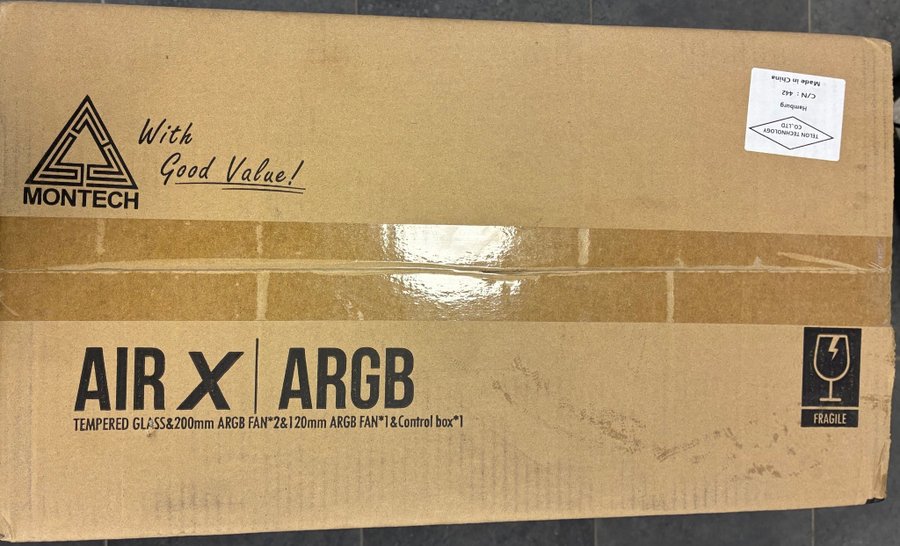 MONTECH
With
Good Value!
TELON TECHNOLOGY
CO.,LTD
Hamburg
C/N : 442
Made in China
AIR X | ARGB
TEMPERED GLASS&200mm ARGB FAN*2&120mm ARGB FAN*1&Control box*1
FRAGILE